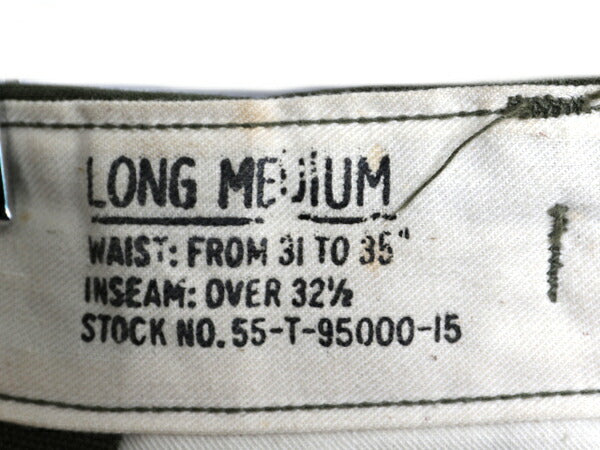 LONG MEDIUM
WAIST: FROM 31 TO 35"
INSEAM: OVER 32½
STOCK NO. 55-T-95000-15